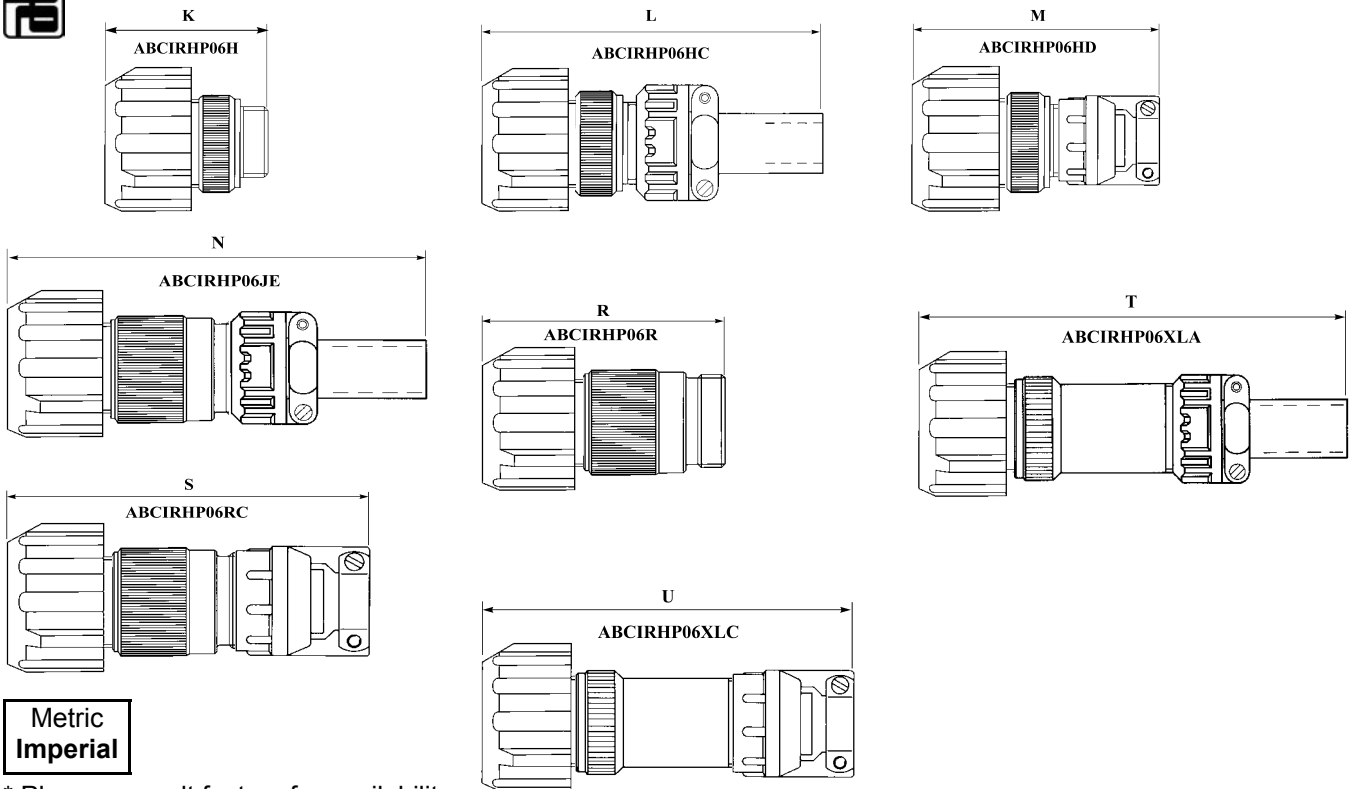 K
ABCIRHP06H
L
ABCIRHP06HC
M
ABCIRHP06HD
N
ABCIRHP06JE
R
ABCIRHP06R
T
ABCIRHP06XLA
S
ABCIRHP06RC
U
ABCIRHP06XLC
Metric
Imperial